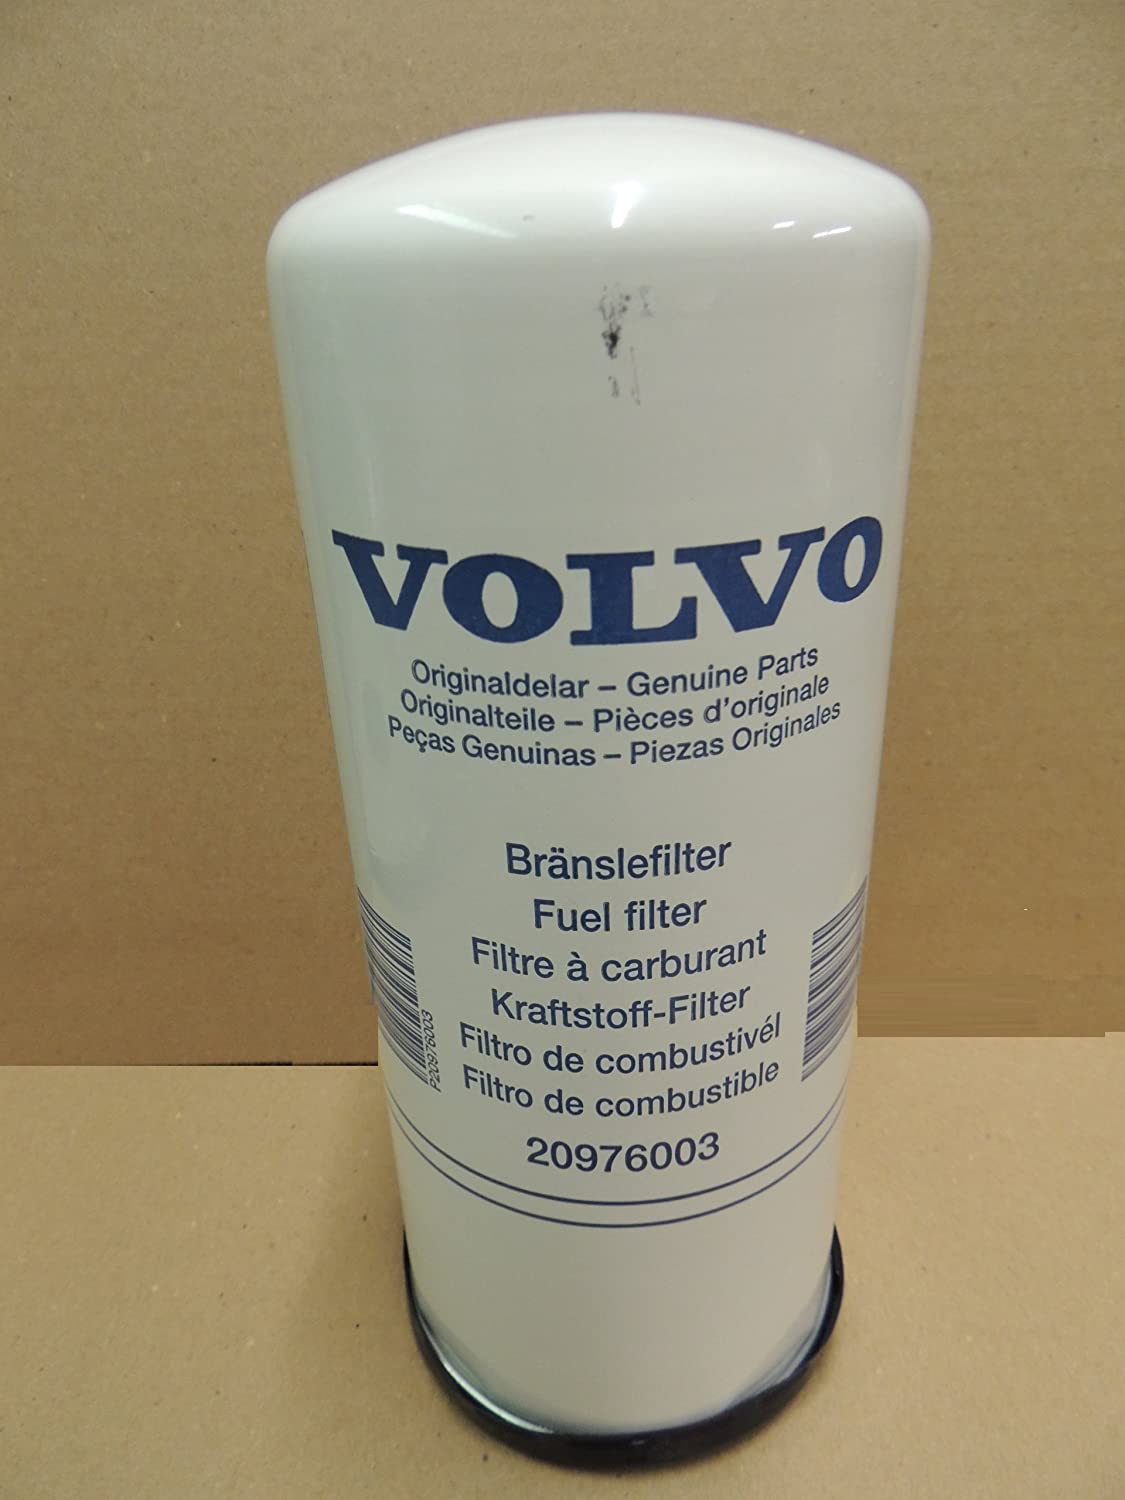 VOLVO
Originaldelar – Genuine Parts
Originalteile – Pièces d'originale
Peças Genuinas – Piezas Originales
Bränslefilter
Fuel filter
Filtre à carburant
Kraftstoff-Filter
Filtro de combustivél
Filtro de combustible
20976003
P20976003